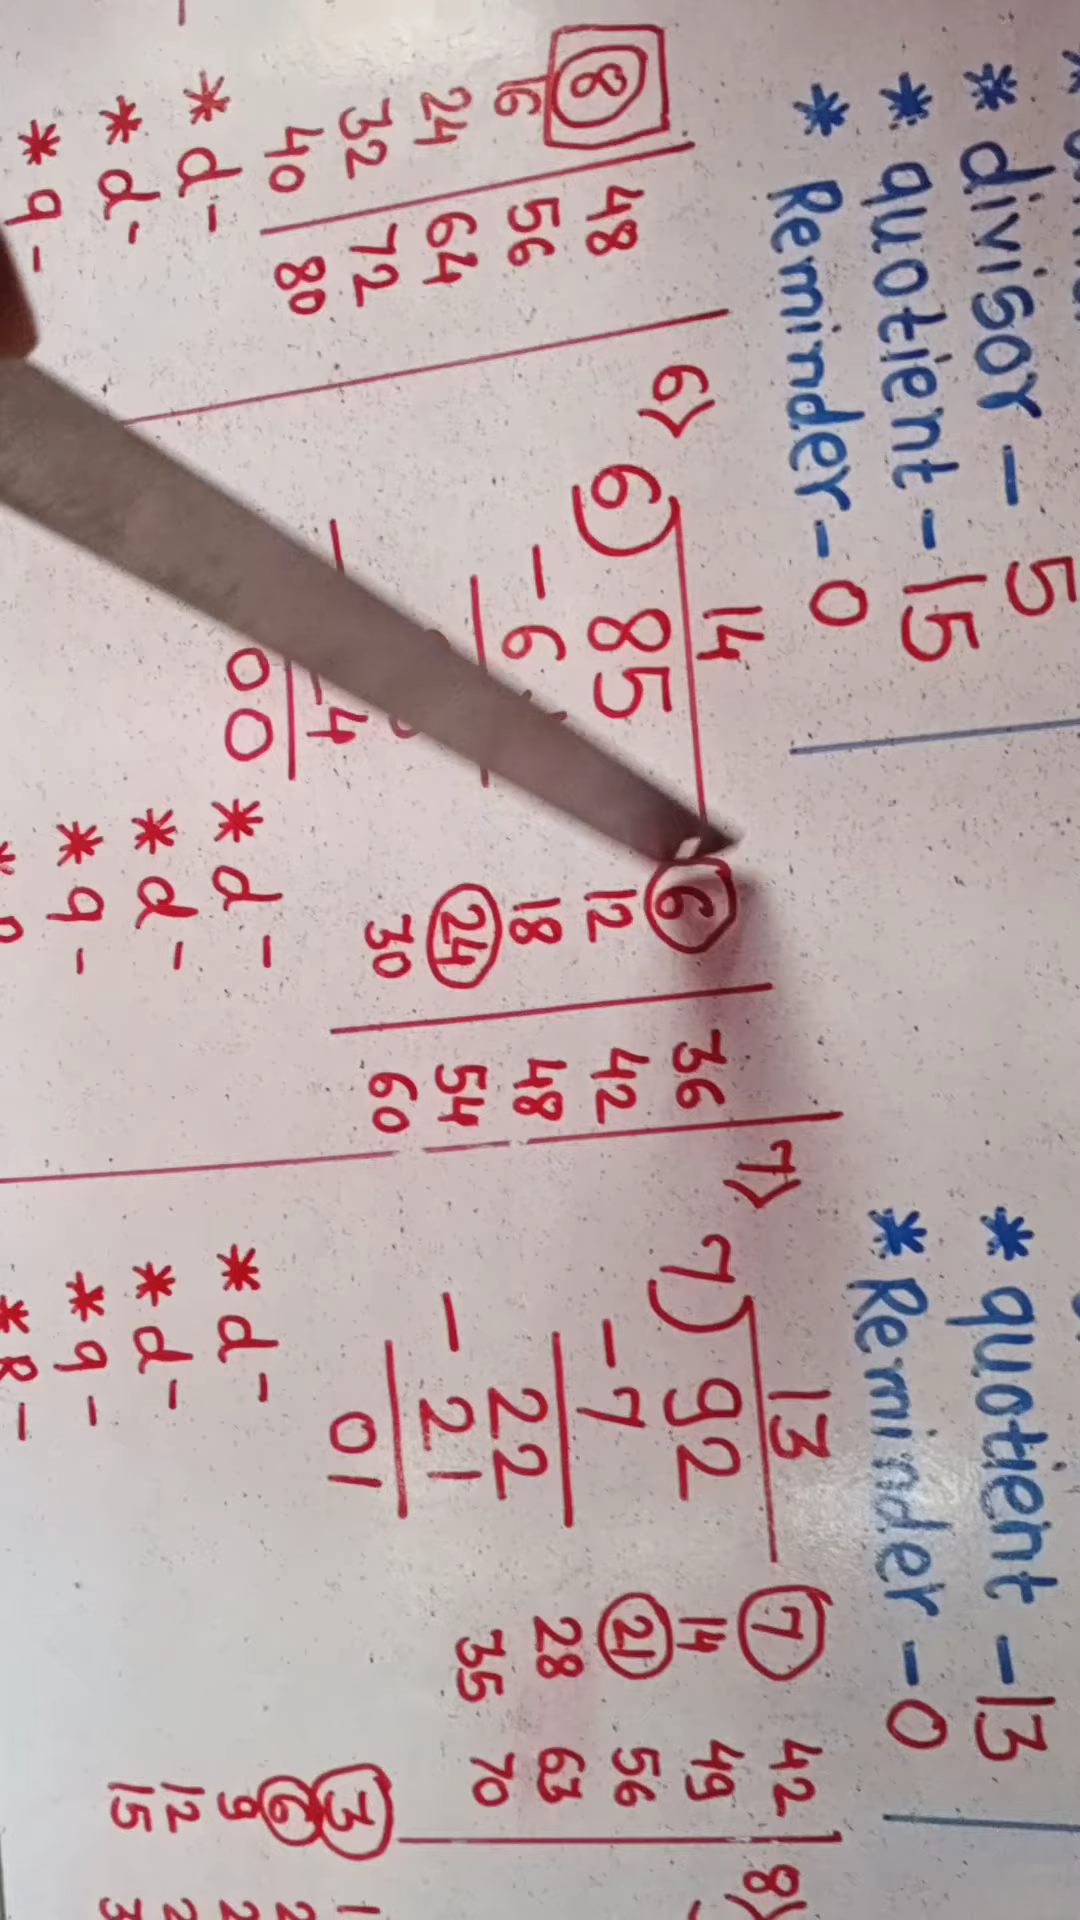 * divisor - 5
* quotient - 15
* Reminder - 0
* quotient - 13
* Reminder - 0
8 48
16 56
24 64
32 72
40 80
* d-
* d-
* q-
6>
14
6) 85
- 6
4
00
6 36
12 42
18 48
24 54
30 60
* d -
* d -
* q -
7>
13
7) 92
- 7
22
- 21
01
7 42
14 49
21 56
28 63
35 70
* d -
* d -
* q -
* R -
8>
3
6
9
12
15